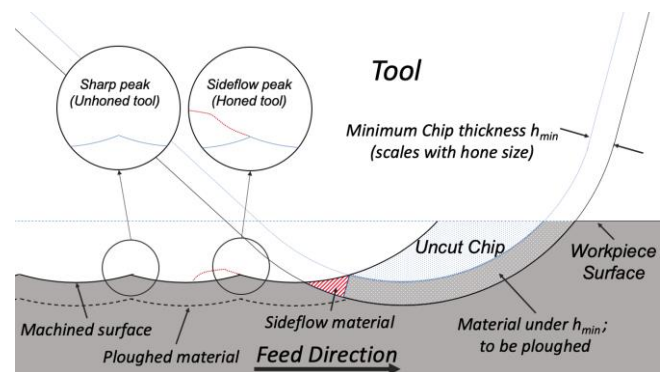 Sharp peak
(Unhoned tool)
Sideflow peak
(Honed tool)
Tool
Minimum Chip thickness hmin
(scales with hone size)
Uncut Chip
Workpiece
Surface
Machined surface
Sideflow material
Material under hmin;
to be ploughed
Ploughed material
Feed Direction